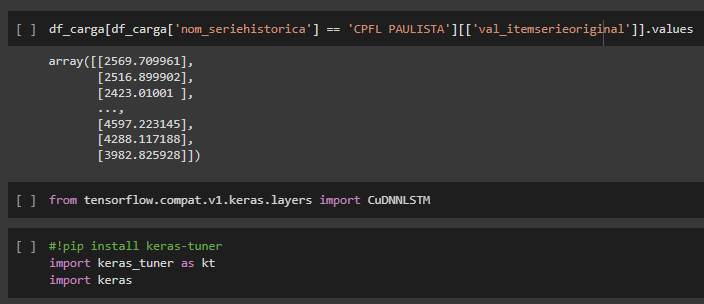 [ ] df_carga[df_carga['nom_seriehistorica'] == 'CPFL PAULISTA'][['val_itemserieoriginal']].values
array([[2569.709961],
[2516.899902],
[2423.01001 ],
...,
[4597.223145],
[4288.117188],
[3982.825928]])
[ ] from tensorflow.compat.v1.keras.layers import CuDNNLSTM
[ ] #!pip install keras-tuner
import keras_tuner as kt
import keras